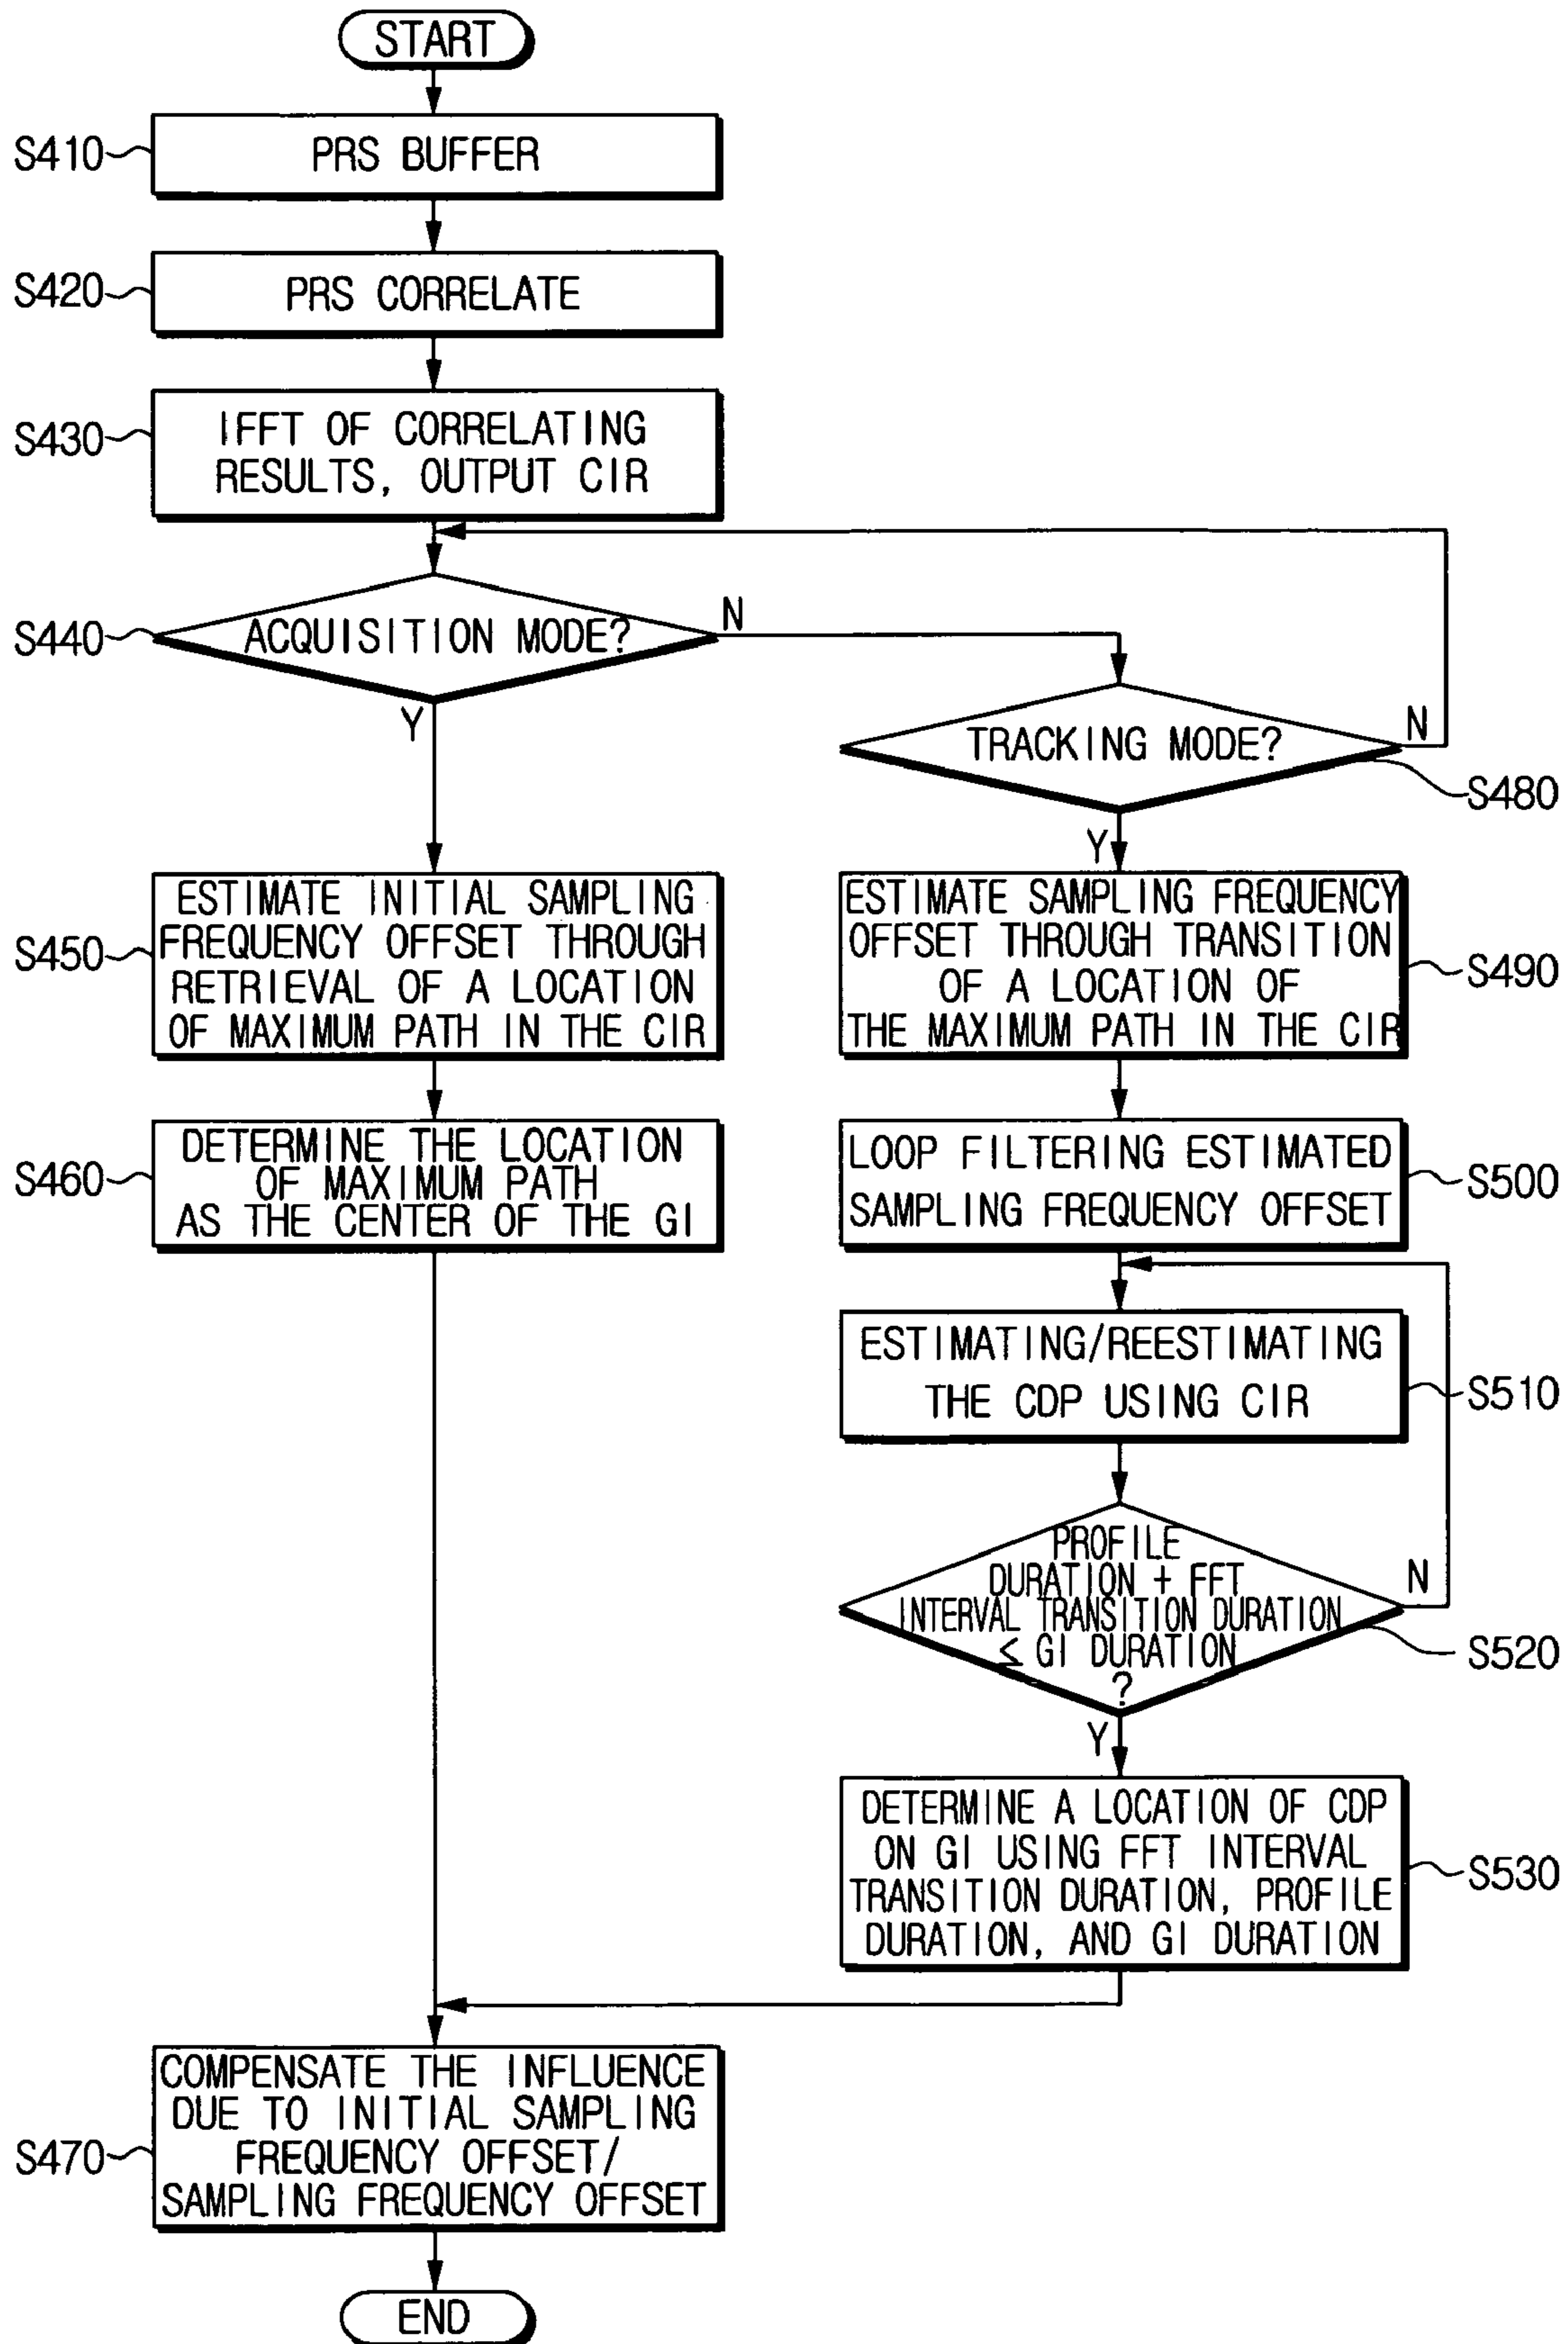 START
S410
PRS BUFFER
S420
PRS CORRELATE
S430
IFFT OF CORRELATING
RESULTS, OUTPUT CIR
S440
ACQUISITION MODE?
N
Y
TRACKING MODE?
N
S480
Y
S450
ESTIMATE INITIAL SAMPLING
FREQUENCY OFFSET THROUGH
RETRIEVAL OF A LOCATION
OF MAXIMUM PATH IN THE CIR
ESTIMATE SAMPLING FREQUENCY
OFFSET THROUGH TRANSITION
OF A LOCATION OF
THE MAXIMUM PATH IN THE CIR
S490
S460
DETERMINE THE LOCATION
OF MAXIMUM PATH
AS THE CENTER OF THE GI
LOOP FILTERING ESTIMATED
SAMPLING FREQUENCY OFFSET
S500
ESTIMATING/REESTIMATING
THE CDP USING CIR
S510
PROFILE
DURATION + FFT
INTERVAL TRANSITION DURATION
≤ GI DURATION
?
N
S520
Y
DETERMINE A LOCATION OF CDP
ON GI USING FFT INTERVAL
TRANSITION DURATION, PROFILE
DURATION, AND GI DURATION
S530
S470
COMPENSATE THE INFLUENCE
DUE TO INITIAL SAMPLING
FREQUENCY OFFSET/
SAMPLING FREQUENCY OFFSET
END